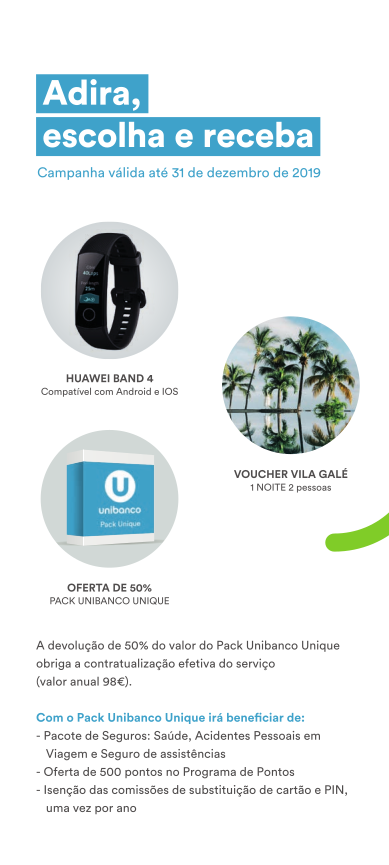 Adira,
escolha e receba
Campanha válida até 31 de dezembro de 2019
HUAWEI BAND 4
Compatível com Android e IOS
VOUCHER VILA GALÉ
1 NOITE 2 pessoas
unibanco
Pack Unique
OFERTA DE 50%
PACK UNIBANCO UNIQUE
A devolução de 50% do valor do Pack Unibanco Unique
obriga a contratualização efetiva do serviço
(valor anual 98€).
Com o Pack Unibanco Unique irá beneficiar de:
- Pacote de Seguros: Saúde, Acidentes Pessoais em
Viagem e Seguro de assistências
- Oferta de 500 pontos no Programa de Pontos
- Isenção das comissões de substituição de cartão e PIN,
uma vez por ano